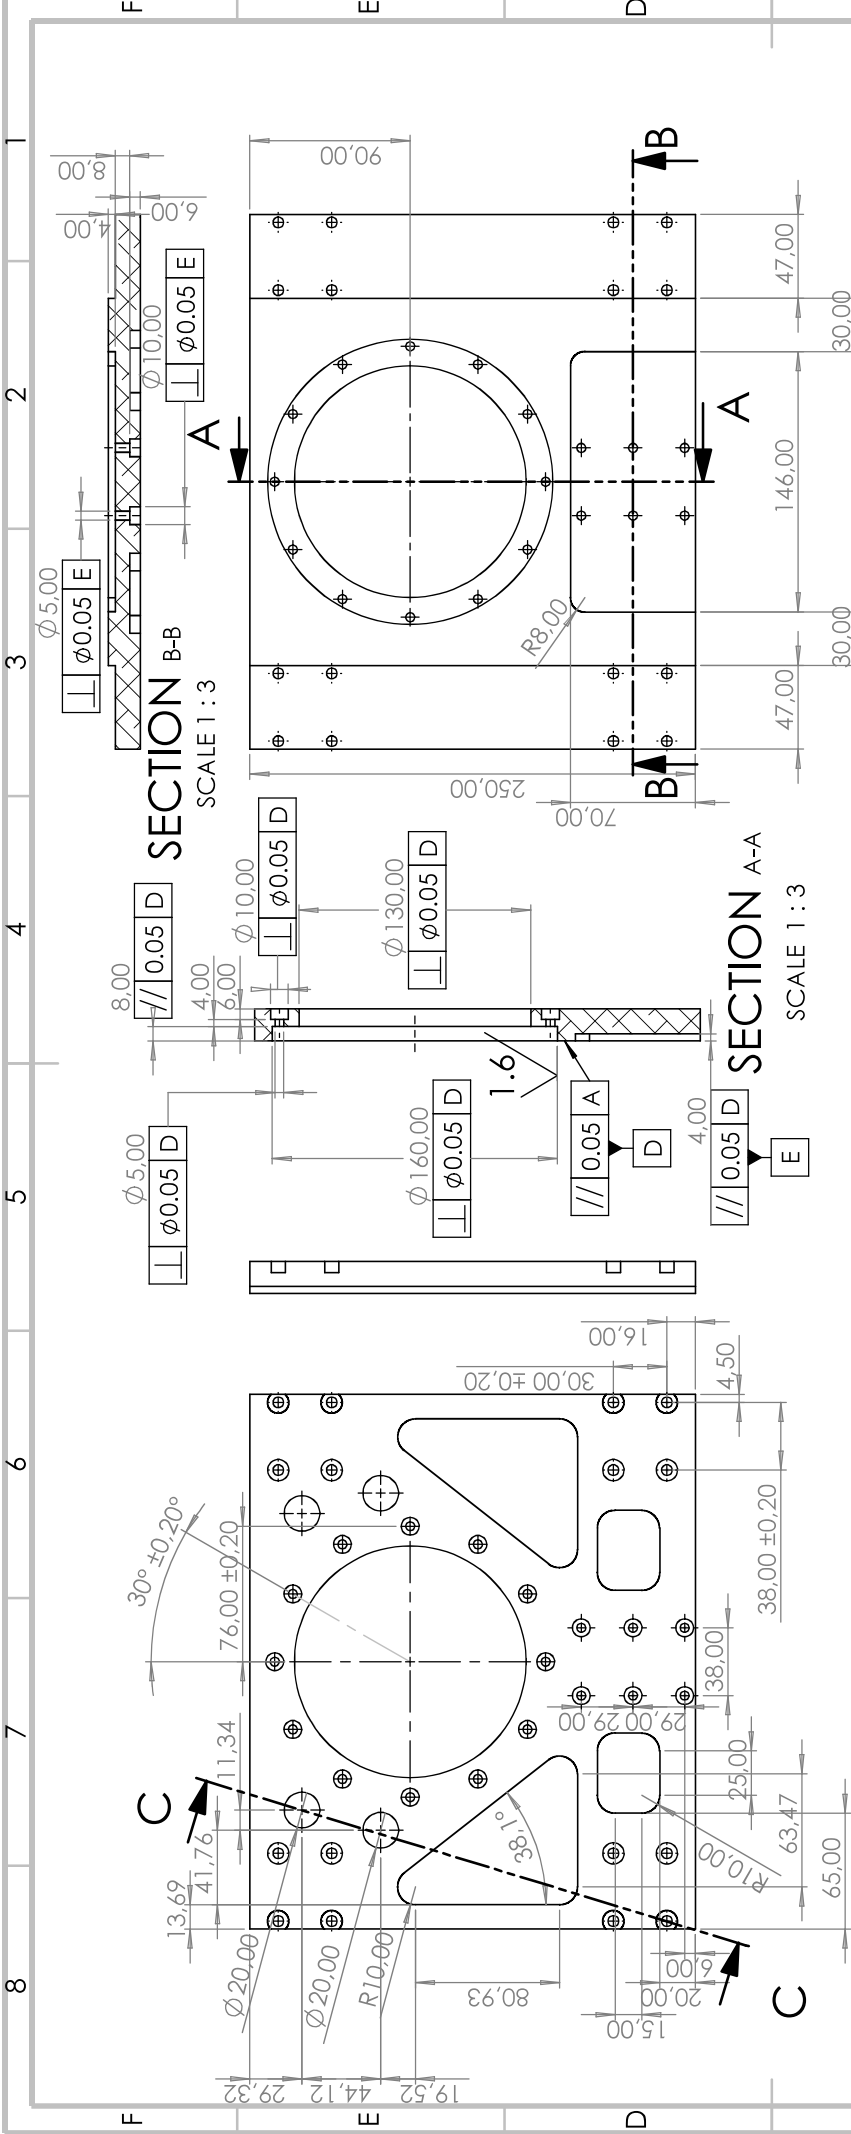 F
E
D
1
2
3
4
5
6
7
8
F
E
D
8,00
4,00
6,00
⌀10,00
⊥ ⌀0.05 E
⌀5,00
⊥ ⌀0.05 E
SECTION B-B
SCALE 1 : 3
90,00
A
A
B
B
R8,00
250,00
70,00
47,00
30,00
146,00
30,00
47,00
8,00
// 0.05 D
4,00
6,00
⌀10,00
⊥ ⌀0.05 D
⌀130,00
⊥ ⌀0.05 D
⌀5,00
⊥ ⌀0.05 D
⌀160,00
⊥ ⌀0.05 D
1.6
// 0.05 A
D
4,00
// 0.05 D
E
SECTION A-A
SCALE 1 : 3
30° ±0,20°
76,00 ±0,20
11,34
41,76
13,69
C
C
⌀20,00
⌀20,00
R10,00
38,1°
29,32
44,12
19,52
80,93
15,00
20,00
6,00
29,00
29,00
38,00
25,00
63,47
65,00
R10,00
30,00 ±0,20
16,00
4,50
38,00 ±0,20